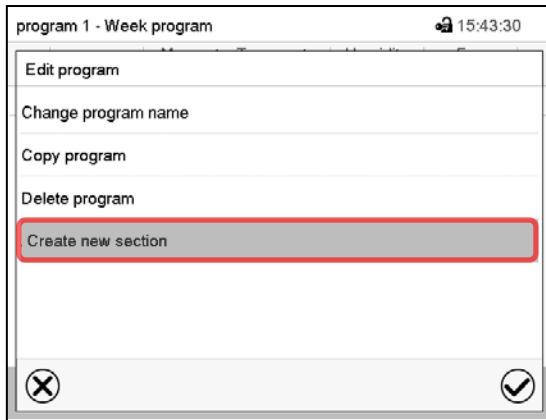 program 1 - Week program 15:43:30
Edit program
Change program name
Copy program
Delete program
Create new section